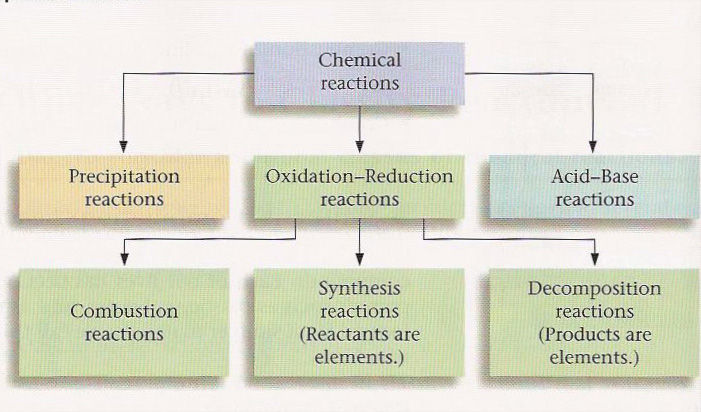 Chemical
reactions
Precipitation
reactions
Oxidation–Reduction
reactions
Acid–Base
reactions
Combustion
reactions
Synthesis
reactions
(Reactants are
elements.)
Decomposition
reactions
(Products are
elements.)